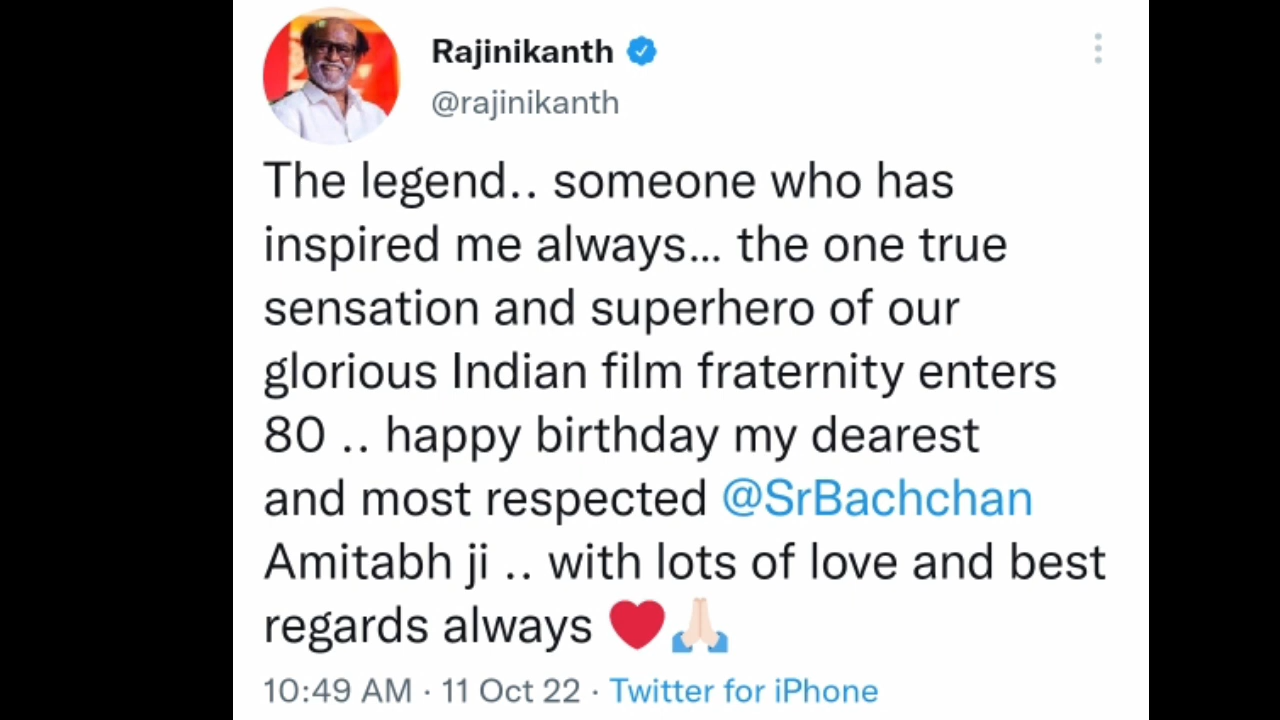 Rajinikanth
@rajinikanth
The legend.. someone who has
inspired me always... the one true
sensation and superhero of our
glorious Indian film fraternity enters
80 .. happy birthday my dearest
and most respected @SrBachchan
Amitabh ji .. with lots of love and best
regards always ❤️🙏🏻
10:49 AM · 11 Oct 22 · Twitter for iPhone